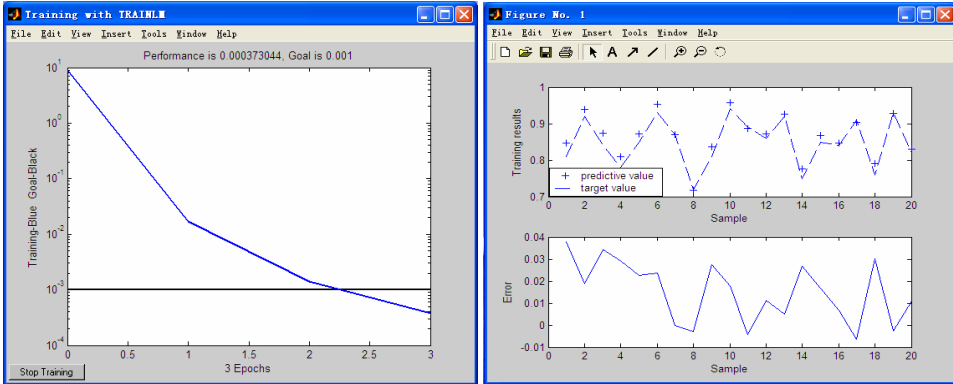 Training with TRAINLM
File Edit View Insert Tools Window Help
Performance is 0.000373044, Goal is 0.001
Training-Blue Goal-Black
10^1
10^0
10^-1
10^-2
10^-3
10^-4
0 0.5 1 1.5 2 2.5 3
3 Epochs
Stop Training
Figure No. 1
File Edit View Insert Tools Window Help
A
Training results
1
0.9
0.8
0.7
predictive value
target value
0 2 4 6 8 10 12 14 16 18 20
Sample
Error
0.04
0.03
0.02
0.01
0
-0.01
0 2 4 6 8 10 12 14 16 18 20
Sample